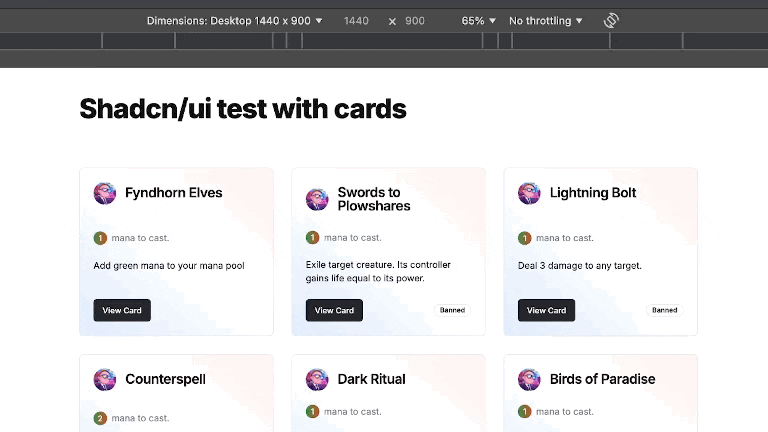 Dimensions: Desktop 1440 x 900 ▼ 1440 × 900 65% ▼ No throttling ▼
Shadcn/ui test with cards
Fyndhorn Elves
1 mana to cast.
Add green mana to your mana pool
View Card
Swords to
Plowshares
1 mana to cast.
Exile target creature. Its controller
gains life equal to its power.
View Card Banned
Lightning Bolt
1 mana to cast.
Deal 3 damage to any target.
View Card Banned
Counterspell
2 mana to cast.
Dark Ritual
1 mana to cast.
Birds of Paradise
1 mana to cast.